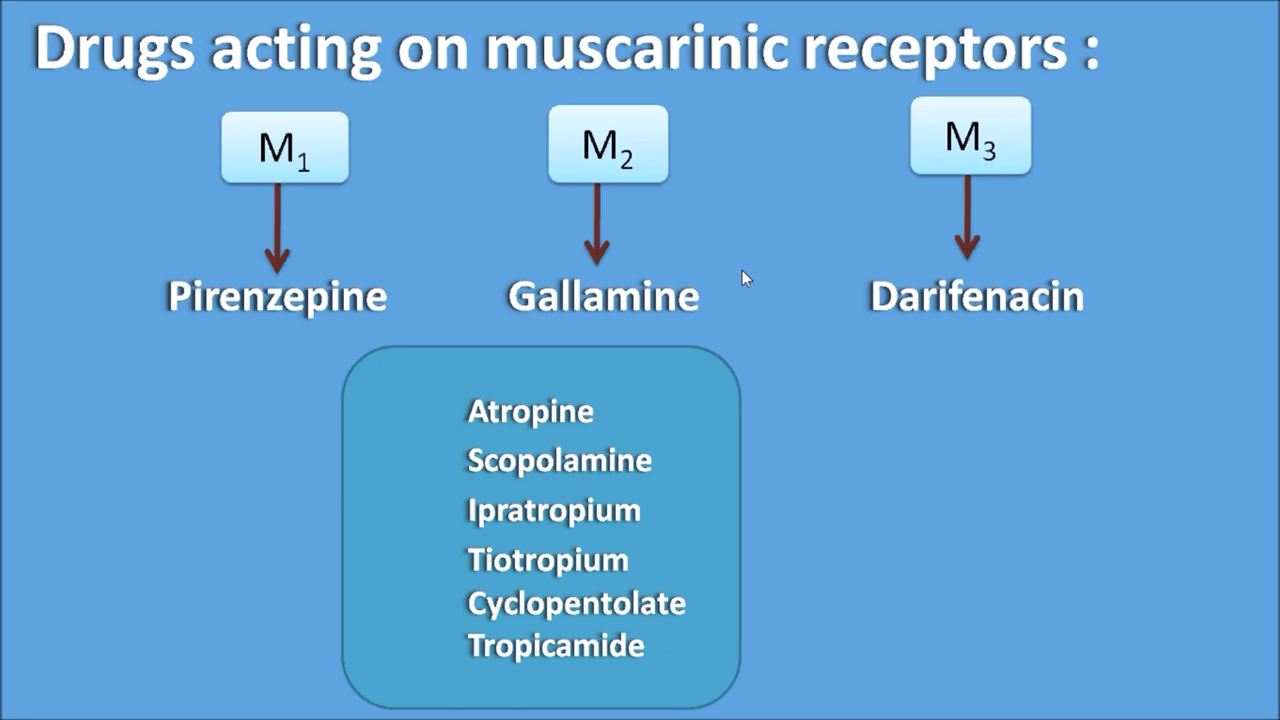 Drugs acting on muscarinic receptors :
M₁
M₂
M₃
Pirenzepine
Gallamine
Darifenacin
Atropine
Scopolamine
Ipratropium
Tiotropium
Cyclopentolate
Tropicamide